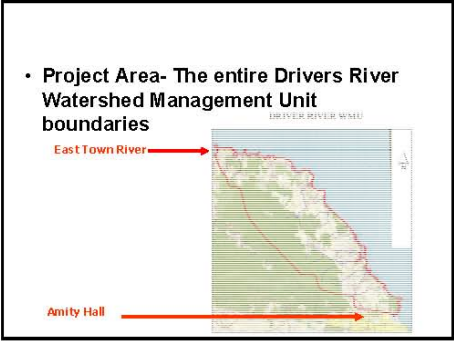 • Project Area- The entire Drivers River
Watershed Management Unit
boundaries
DRIVER RIVER WMU
East Town River
Amity Hall